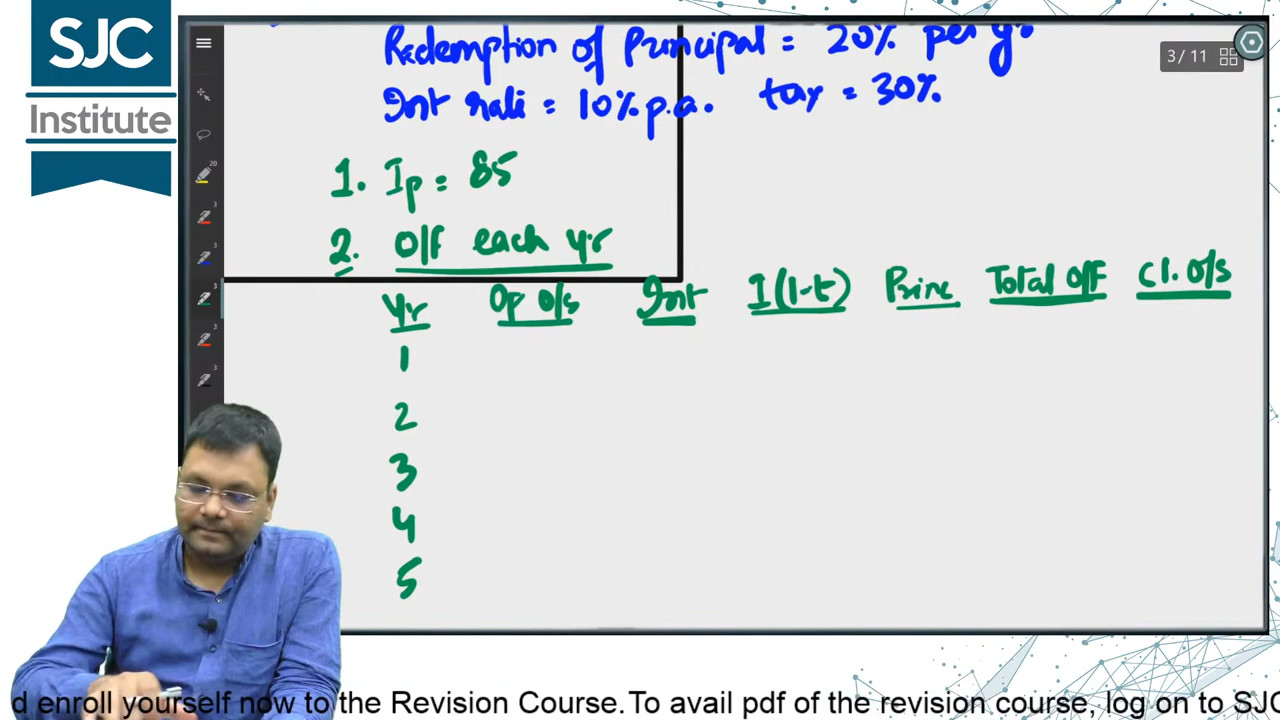 SJC
Institute
3 / 11
Redemption of Principal = 20% per yr
Int rate = 10% p.a. tax = 30%
1. Ip = 85
2. O/F each yr
Yr Op O/s Int I(1-t) Princ Total O/F Cl. O/s
1
2
3
4
5
d enroll yourself now to the Revision Course.To avail pdf of the revision course, log on to SJC